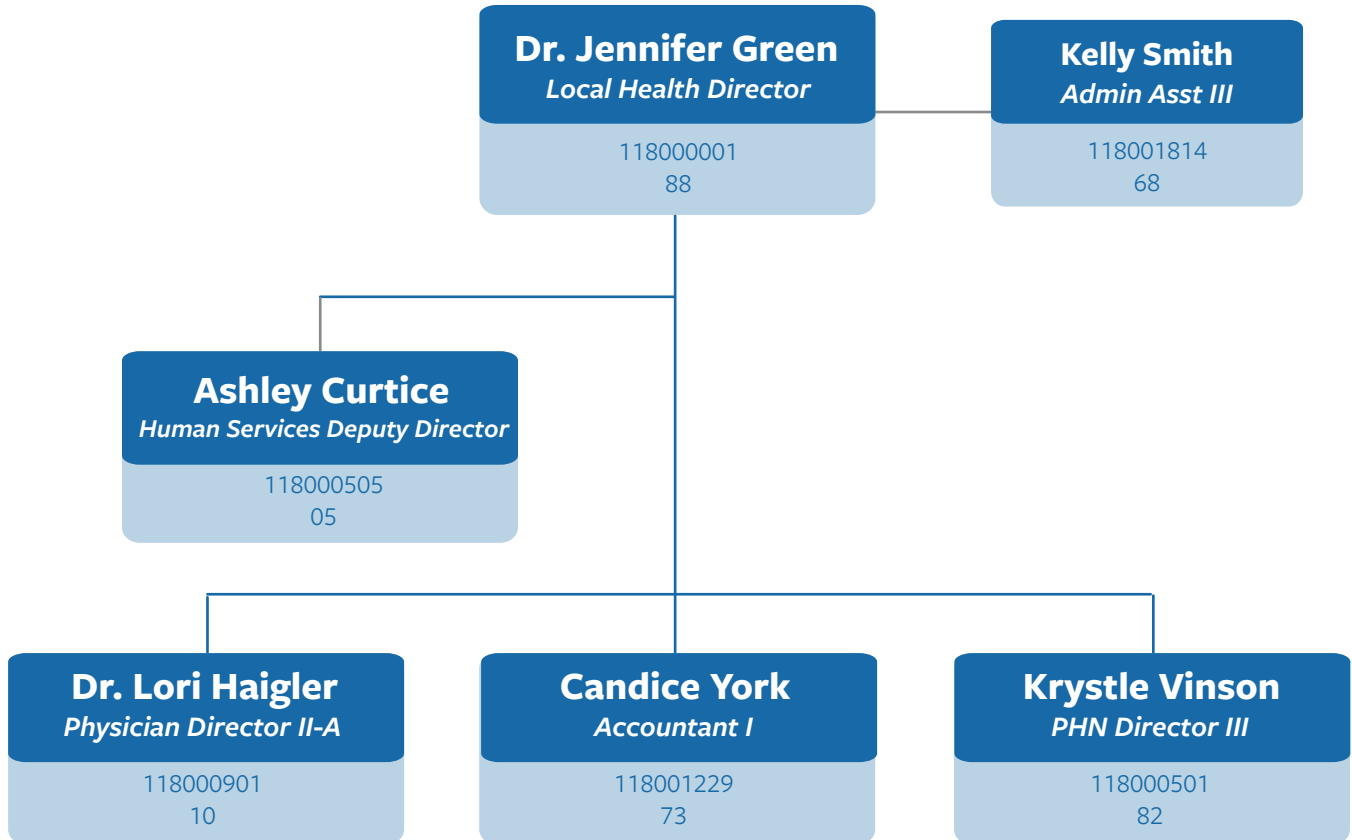 Dr. Jennifer Green
Local Health Director
118000001
88
Kelly Smith
Admin Asst III
118001814
68
Ashley Curtice
Human Services Deputy Director
118000505
05
Dr. Lori Haigler
Physician Director II-A
118000901
10
Candice York
Accountant I
118001229
73
Krystle Vinson
PHN Director III
118000501
82